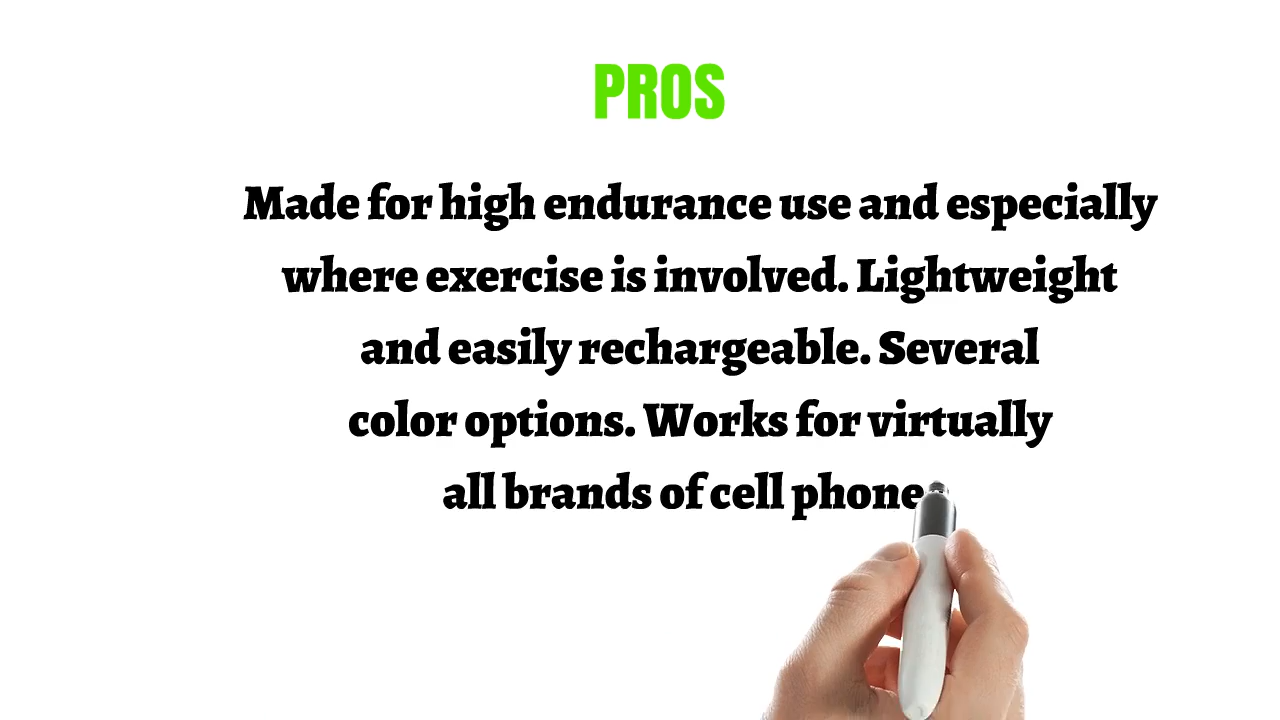 PROS
Made for high endurance use and especially
where exercise is involved. Lightweight
and easily rechargeable. Several
color options. Works for virtually
all brands of cell phone